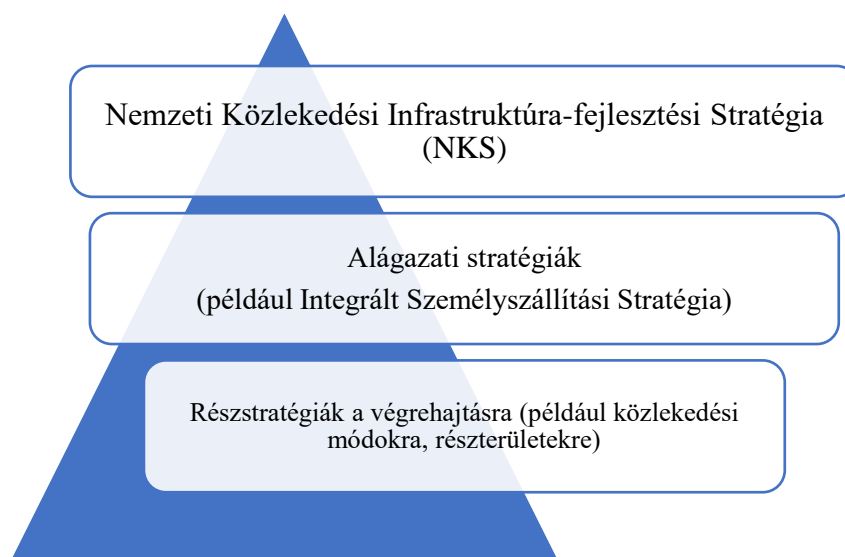 Nemzeti Közlekedési Infrastruktúra-fejlesztési Stratégia
(NKS)
Alágazati stratégiák
(például Integrált Személyszállítási Stratégia)
Részstratégiák a végrehajtásra (például közlekedési
módokra, részterületekre)